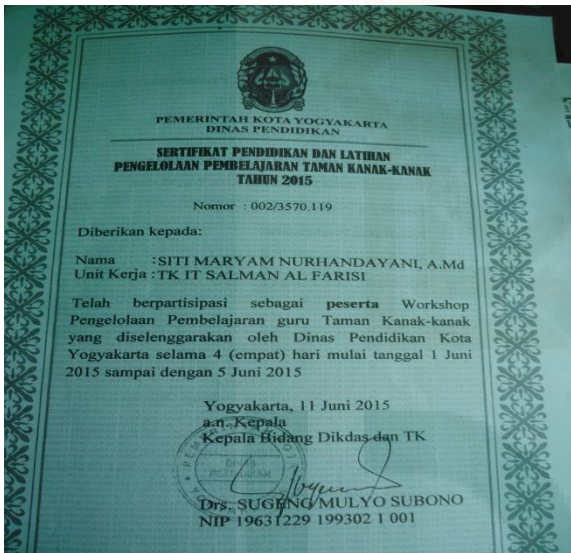 PEMERINTAH KOTA YOGYAKARTA
DINAS PENDIDIKAN
SERTIFIKAT PENDIDIKAN DAN LATIHAN
PENGELOLAAN PEMBELAJARAN TAMAN KANAK-KANAK
TAHUN 2015
Nomor : 002/3570.119
Diberikan kepada:
Nama :SITI MARYAM NURHANDAYANI, A.Md
Unit Kerja :TK IT SALMAN AL FARISI
Telah berpartisipasi sebagai peserta Workshop
Pengelolaan Pembelajaran guru Taman Kanak-kanak
yang diselenggarakan oleh Dinas Pendidikan Kota
Yogyakarta selama 4 (empat) hari mulai tanggal 1 Juni
2015 sampai dengan 5 Juni 2015
Yogyakarta, 11 Juni 2015
a.n. Kepala
Kepala Bidang Dikdas dan TK
DINAS
PENDIDIKAN
Drs. SUGENG MULYO SUBONO
NIP 19631229 199302 1 001